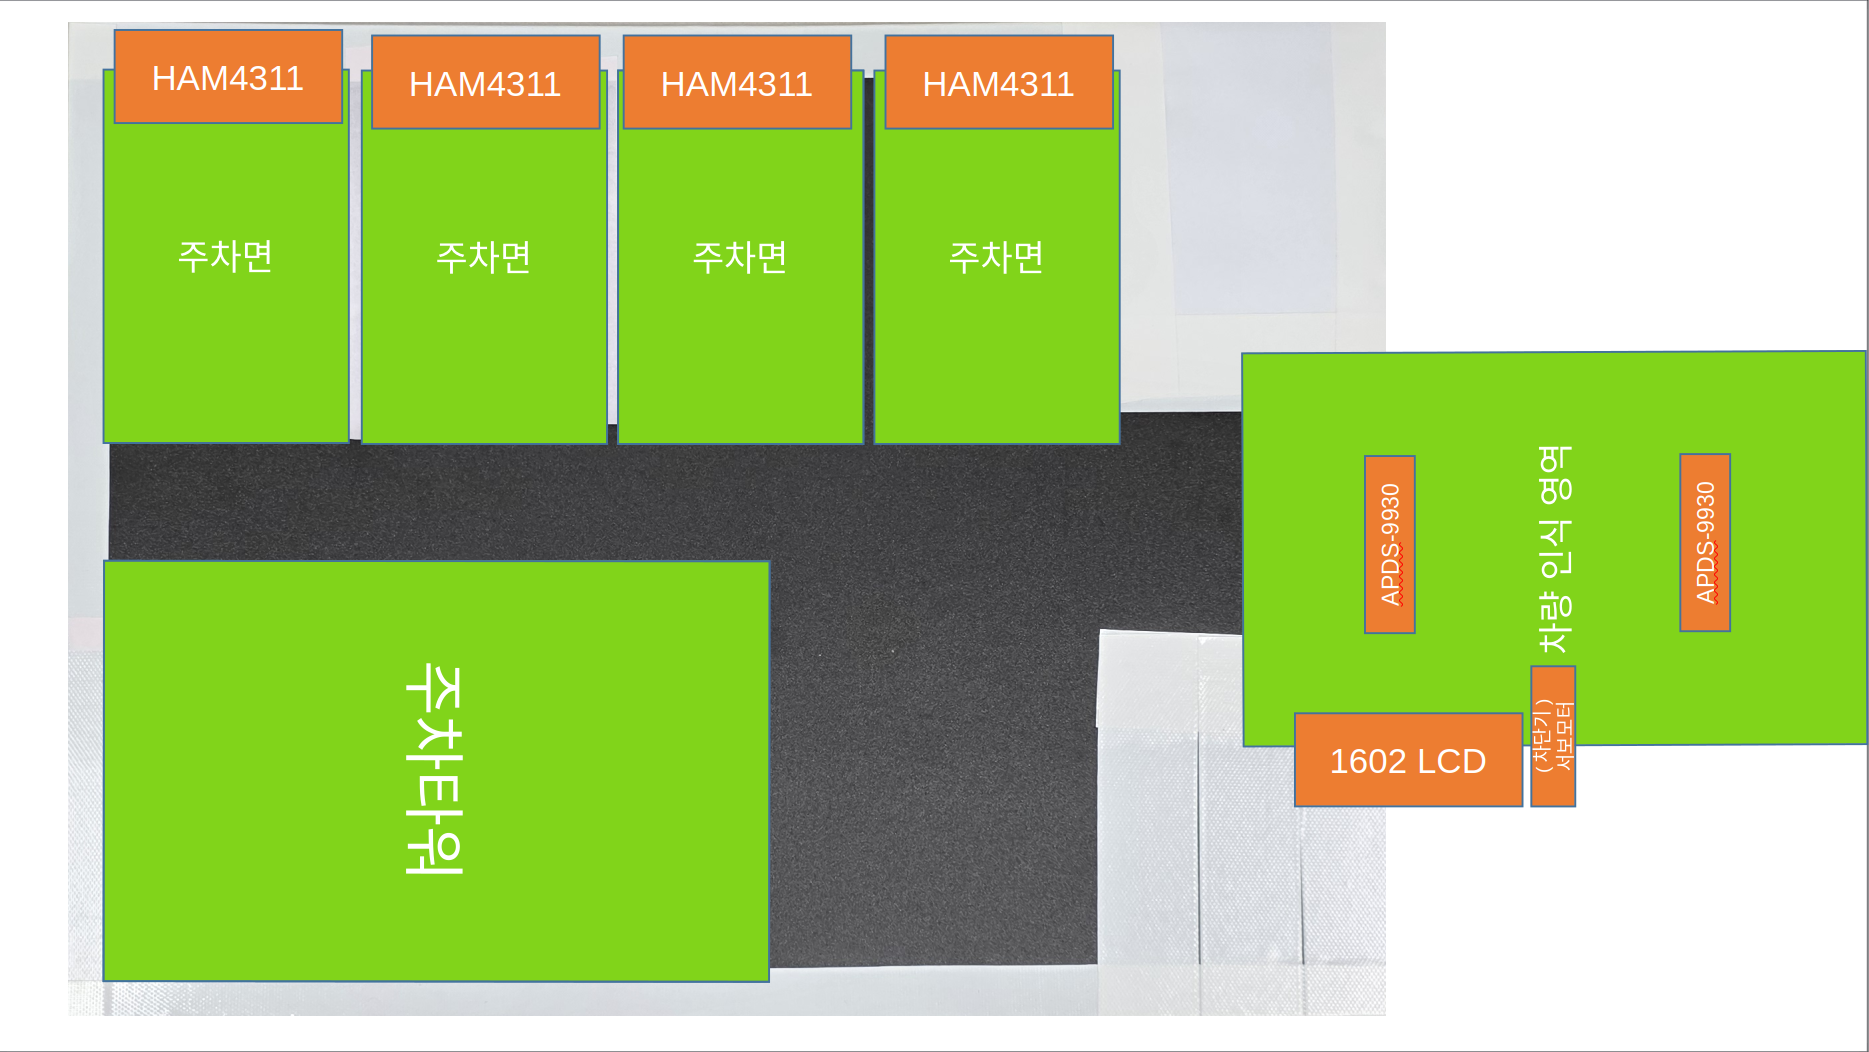 HAM4311
HAM4311
HAM4311
HAM4311
주차면
주차면
주차면
주차면
차량 인식 영역
APDS-9930
APDS-9930
주차타워
1602 LCD
(차단기)
서보모터